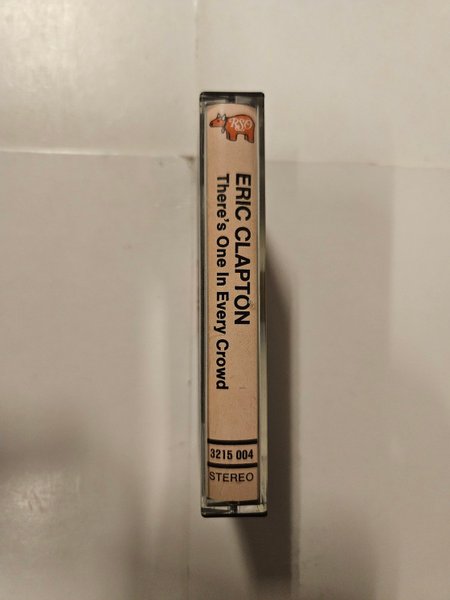 RSO
ERIC CLAPTON
There's One In Every Crowd
3215 004
STEREO